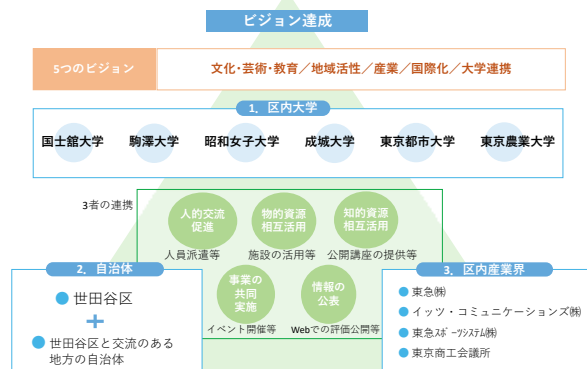 ビジョン達成
5つのビジョン
文化・芸術・教育／地域活性／産業／国際化／大学連携
1．区内大学
国士舘大学
駒澤大学
昭和女子大学
成城大学
東京都市大学
東京農業大学
3者の連携
人的交流
促進
物的資源
相互活用
知的資源
相互活用
人員派遣等
施設の活用等
公開講座の提供等
事業の
共同
実施
情報の
公表
イベント開催等
Webでの評価公開等
2．自治体
世田谷区
＋
世田谷区と交流のある
地方の自治体
3．区内産業界
東急㈱
イッツ・コミュニケーションズ㈱
東急ｽﾎﾟｰﾂｼｽﾃﾑ㈱
東京商工会議所